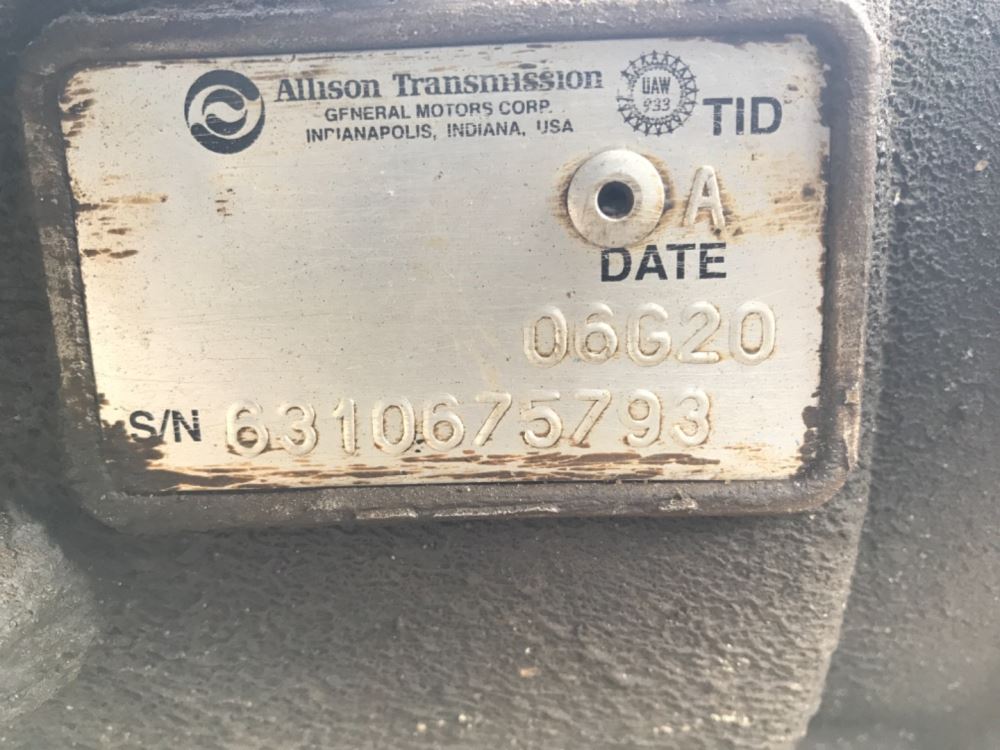 Allison Transmission
GENERAL MOTORS CORP.
INDIANAPOLIS, INDIANA, USA
UAW
933
TID
A
DATE
06G20
S/N 6310675793